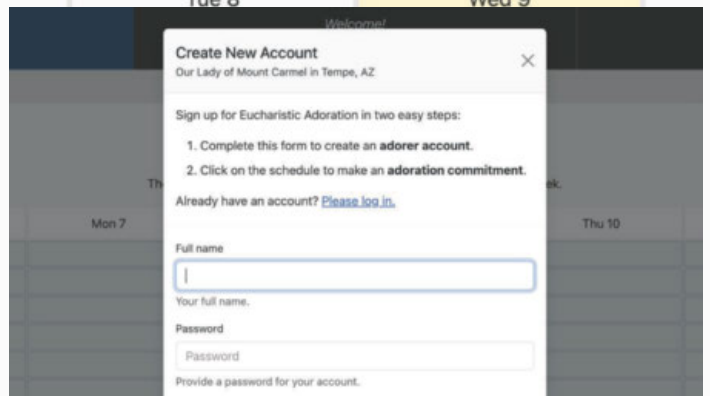 Tue 8 Wed 9
Welcome!
Create New Account
Our Lady of Mount Carmel in Tempe, AZ
Sign up for Eucharistic Adoration in two easy steps:
1. Complete this form to create an adorer account.
2. Click on the schedule to make an adoration commitment.
Already have an account? Please log in.
Mon 7 Thu 10
Full name
Your full name.
Password
Password
Provide a password for your account.